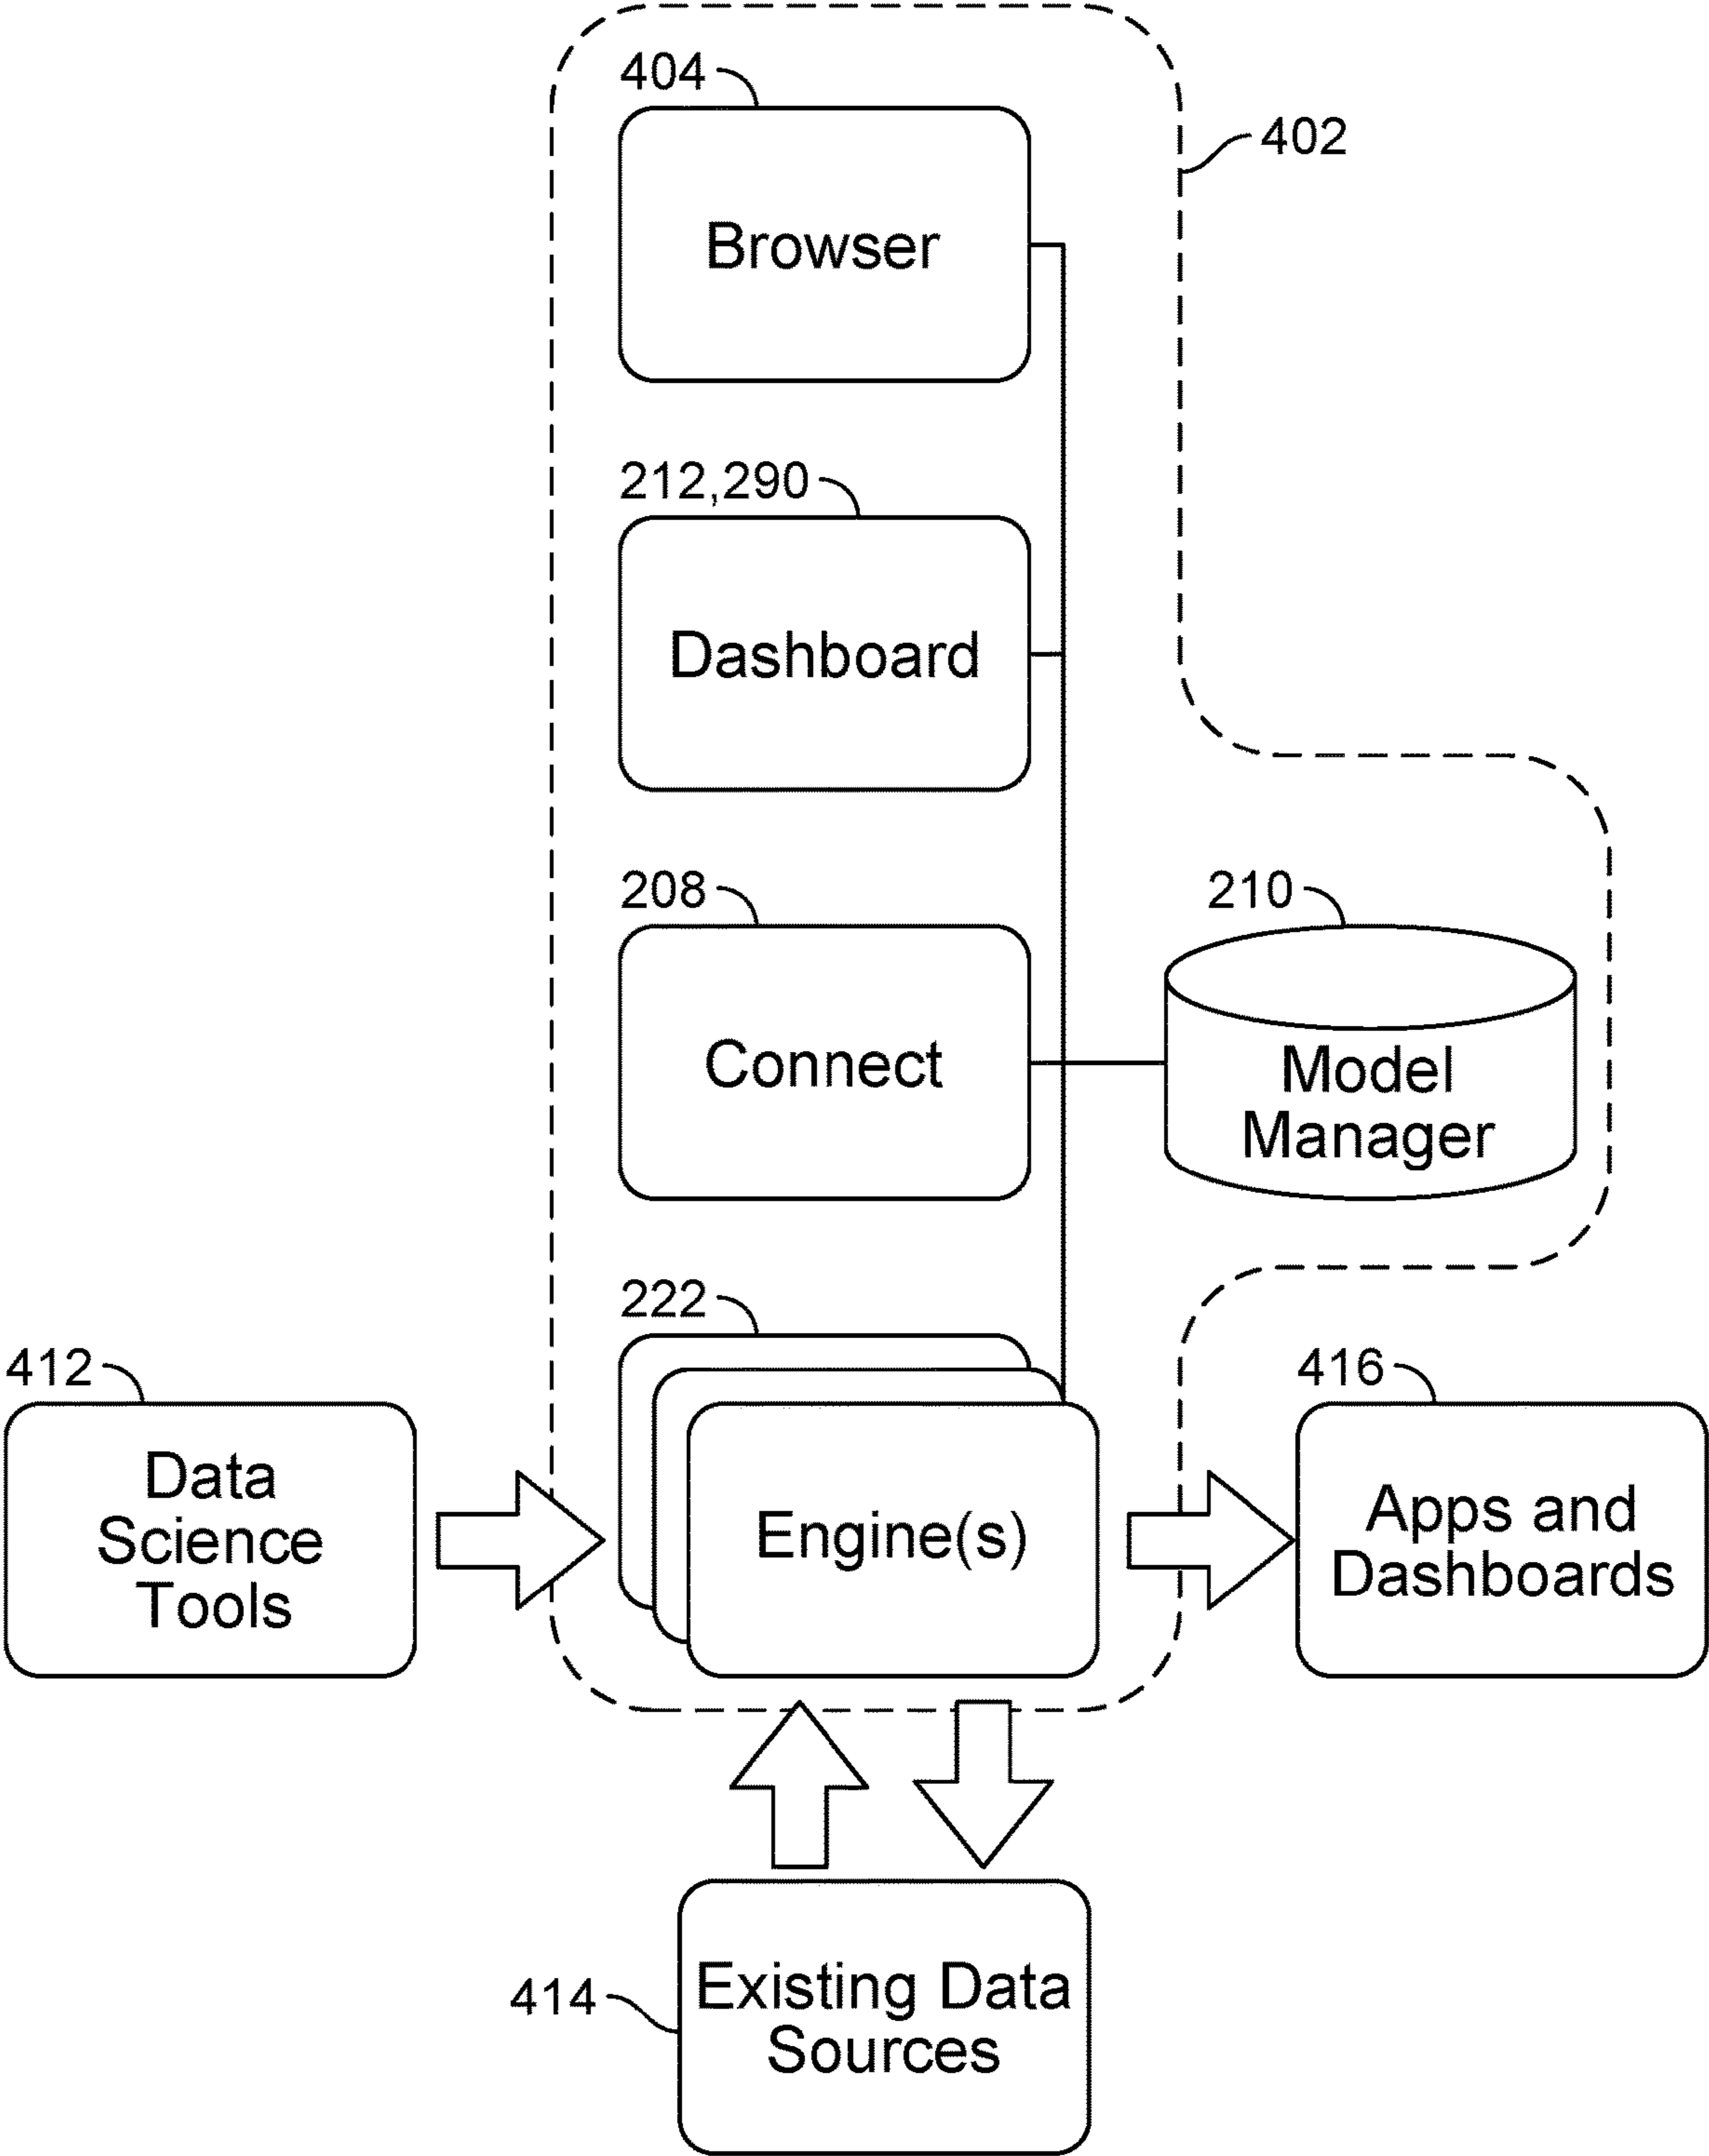 404
402
Browser
212,290
Dashboard
208
210
Connect
Model
Manager
222
412
416
Data
Science
Tools
Engine(s)
Apps and
Dashboards
414
Existing Data
Sources